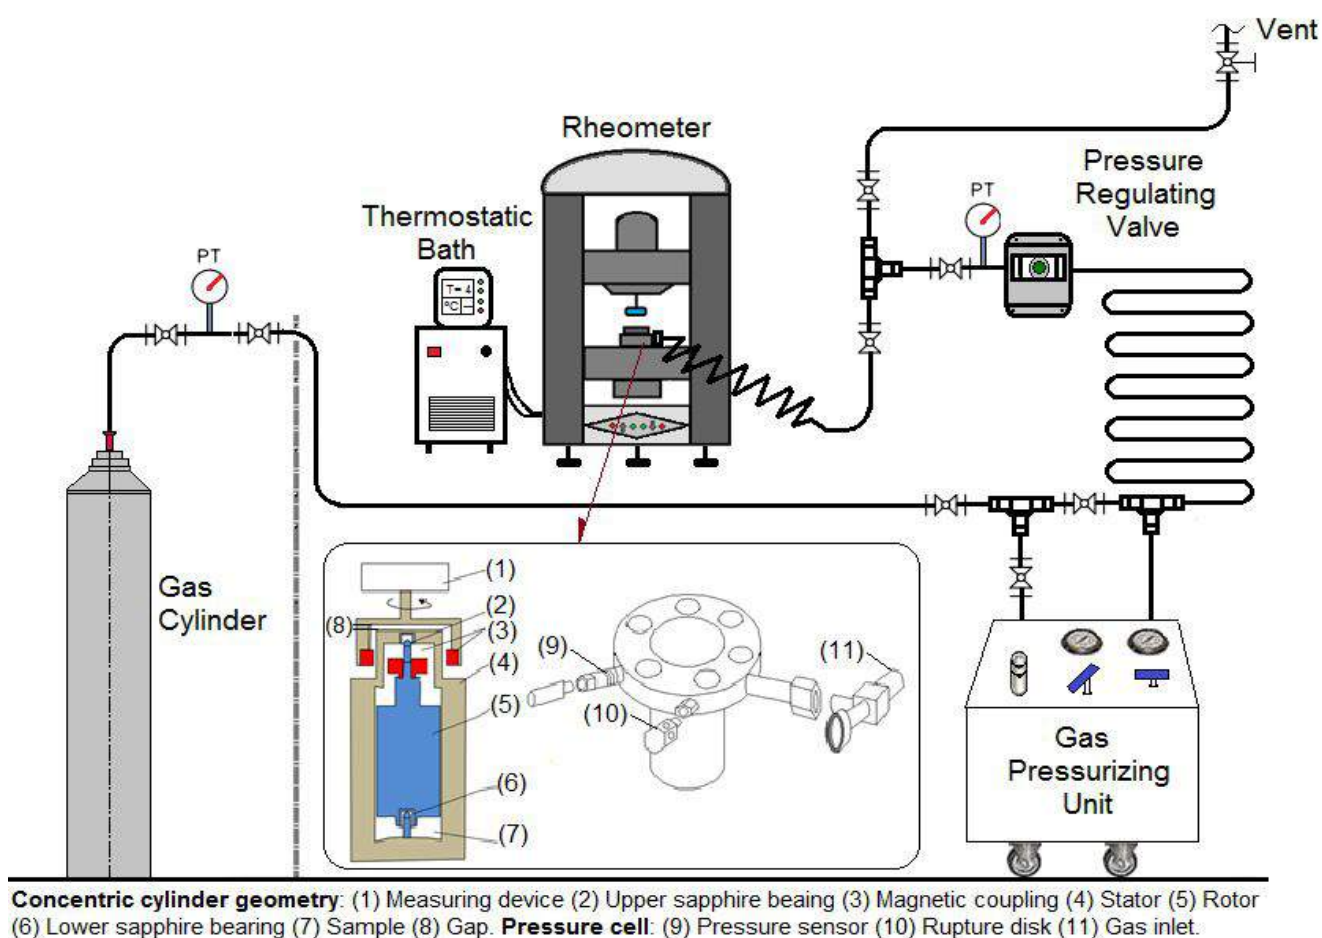 Vent
Rheometer
Pressure
Regulating
Valve
PT
Thermostatic
Bath
PT
T= 4
ºC
Gas
Cylinder
(1)
(2)
(8)
(3)
(4)
(9)
(11)
(5)
(10)
(6)
(7)
Gas
Pressurizing
Unit
Concentric cylinder geometry: (1) Measuring device (2) Upper sapphire beaing (3) Magnetic coupling (4) Stator (5) Rotor
(6) Lower sapphire bearing (7) Sample (8) Gap. Pressure cell: (9) Pressure sensor (10) Rupture disk (11) Gas inlet.